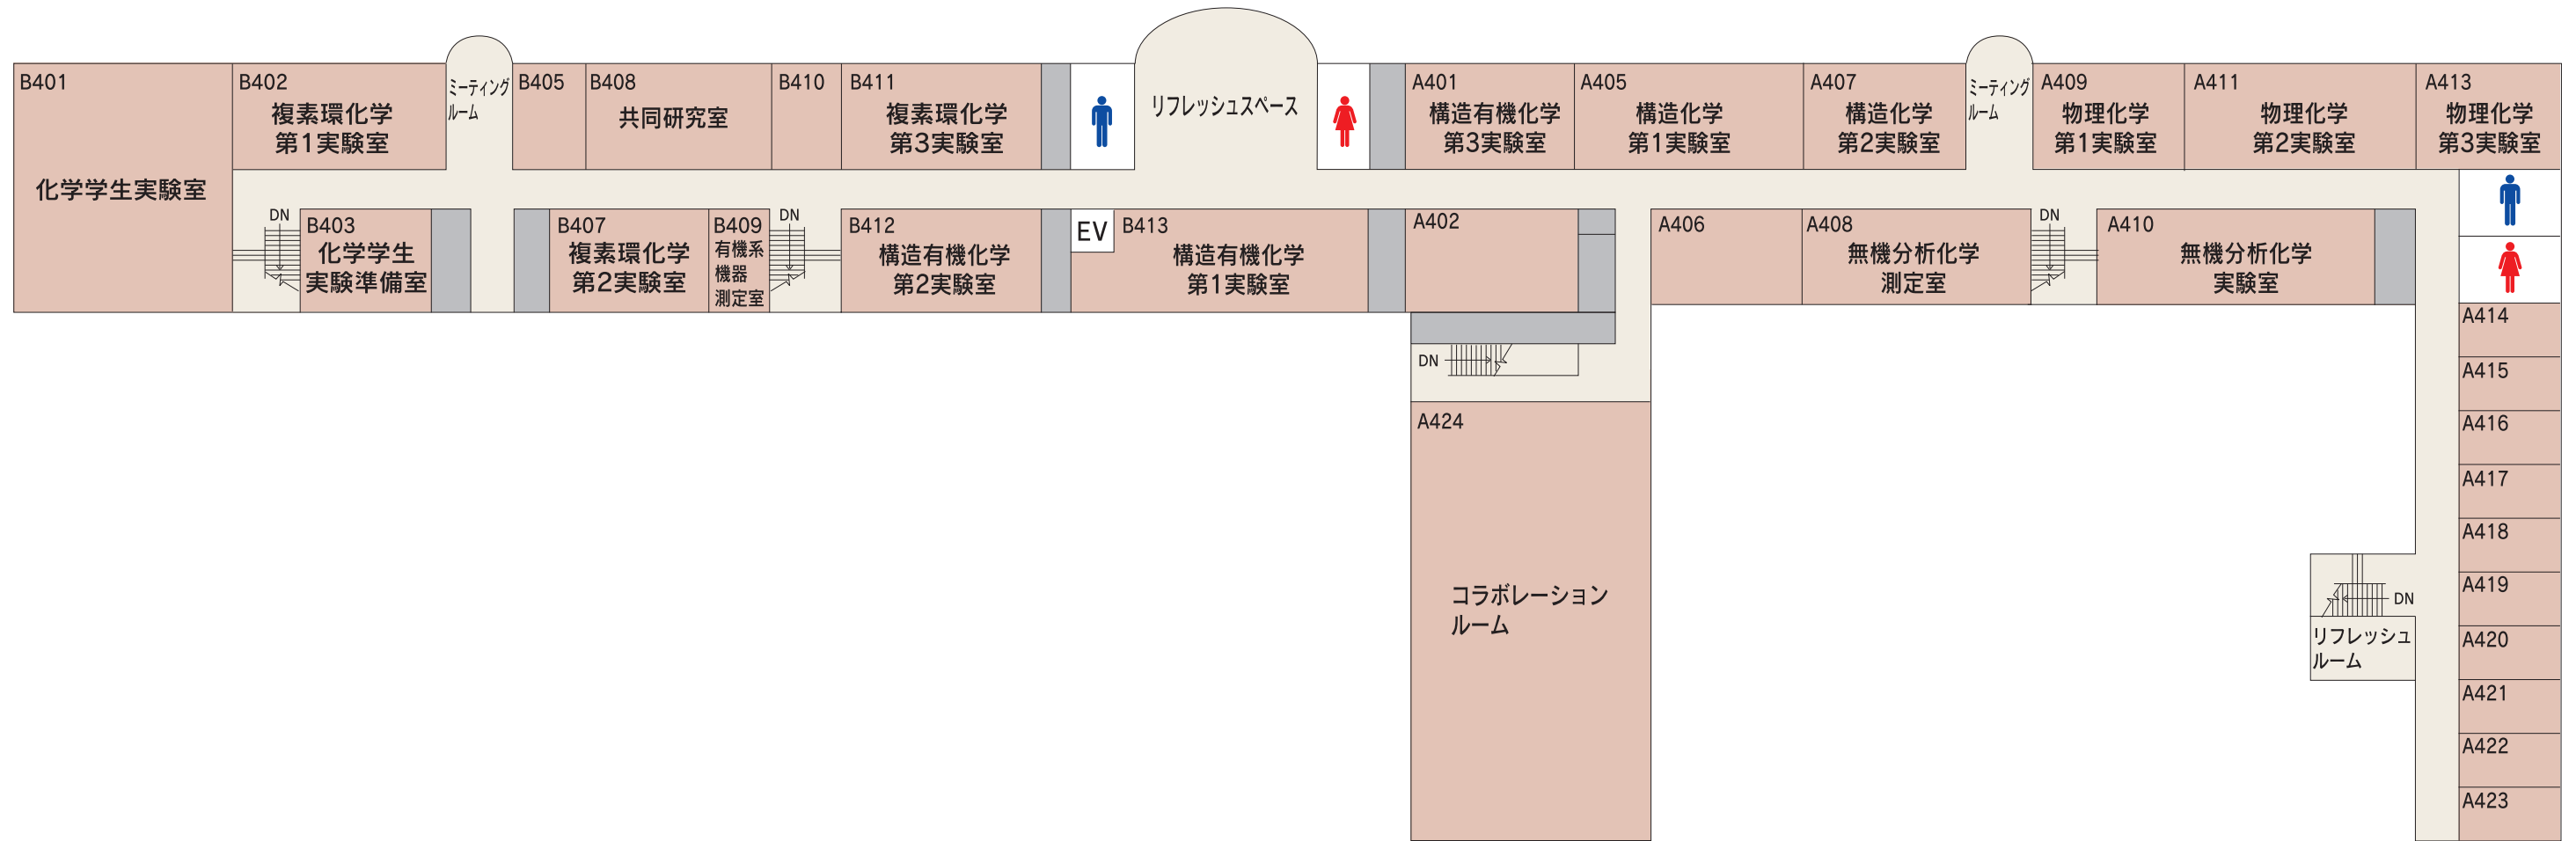 B401
化学学生実験室
B402
複素環化学
第1実験室
ミーティング
ルーム
B405
B408
共同研究室
B410
B411
複素環化学
第3実験室
リフレッシュスペース
A401
構造有機化学
第3実験室
A405
構造化学
第1実験室
A407
構造化学
第2実験室
ミーティング
ルーム
A409
物理化学
第1実験室
A411
物理化学
第2実験室
A413
物理化学
第3実験室
DN
B403
化学学生
実験準備室
B407
複素環化学
第2実験室
B409
有機系
機器
測定室
DN
B412
構造有機化学
第2実験室
EV
B413
構造有機化学
第1実験室
A402
A406
A408
無機分析化学
測定室
DN
A410
無機分析化学
実験室
DN
A424
コラボレーション
ルーム
A414
A415
A416
A417
A418
A419
A420
A421
A422
A423
DN
リフレッシュ
ルーム